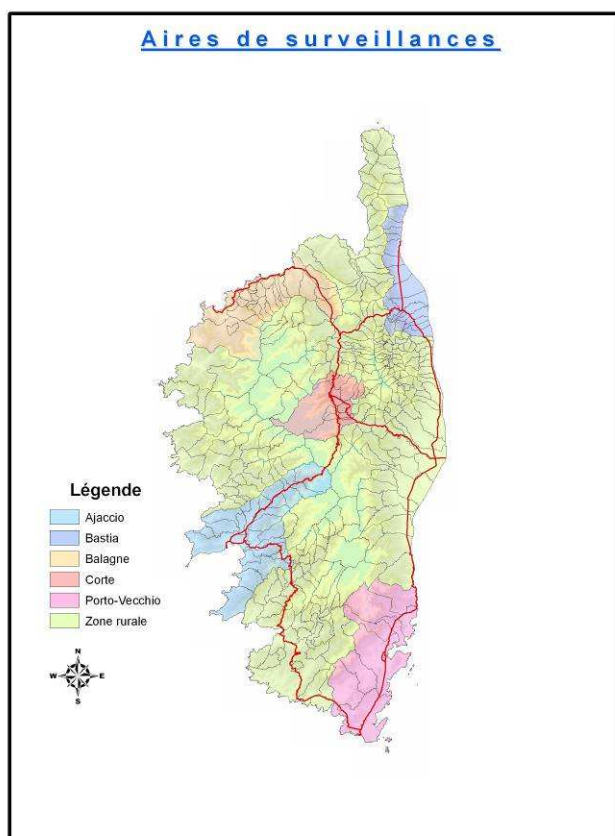 Aires de surveillances
Légende
Ajaccio
Bastia
Balagne
Corte
Porto-Vecchio
Zone rurale
N
W E
S